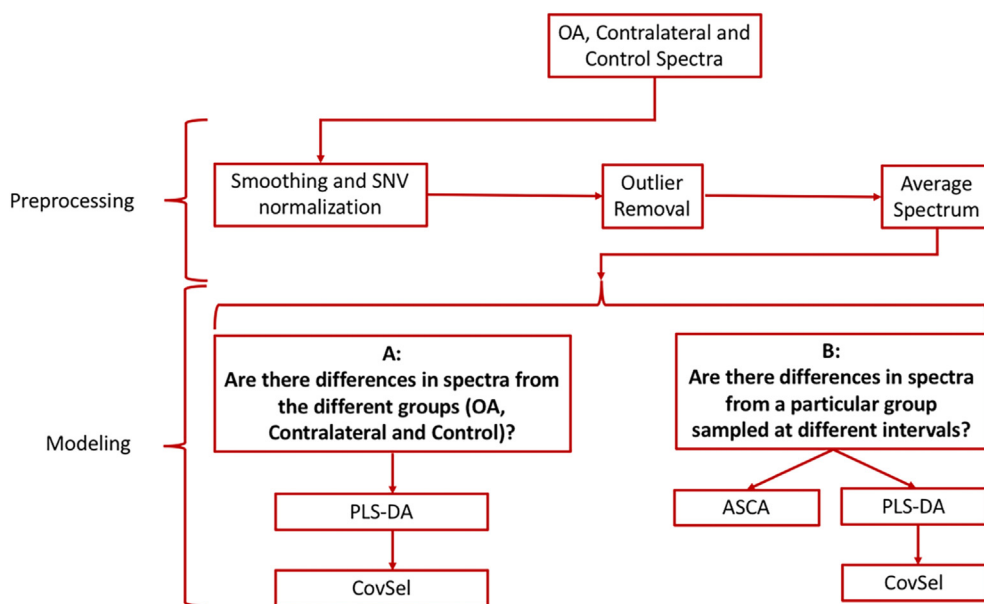 OA, Contralateral and
Control Spectra
Preprocessing
Smoothing and SNV
normalization
Outlier
Removal
Average
Spectrum
Modeling
A:
Are there differences in spectra from
the different groups (OA,
Contralateral and Control)?
PLS-DA
CovSel
B:
Are there differences in spectra
from a particular group
sampled at different intervals?
ASCA
PLS-DA
CovSel